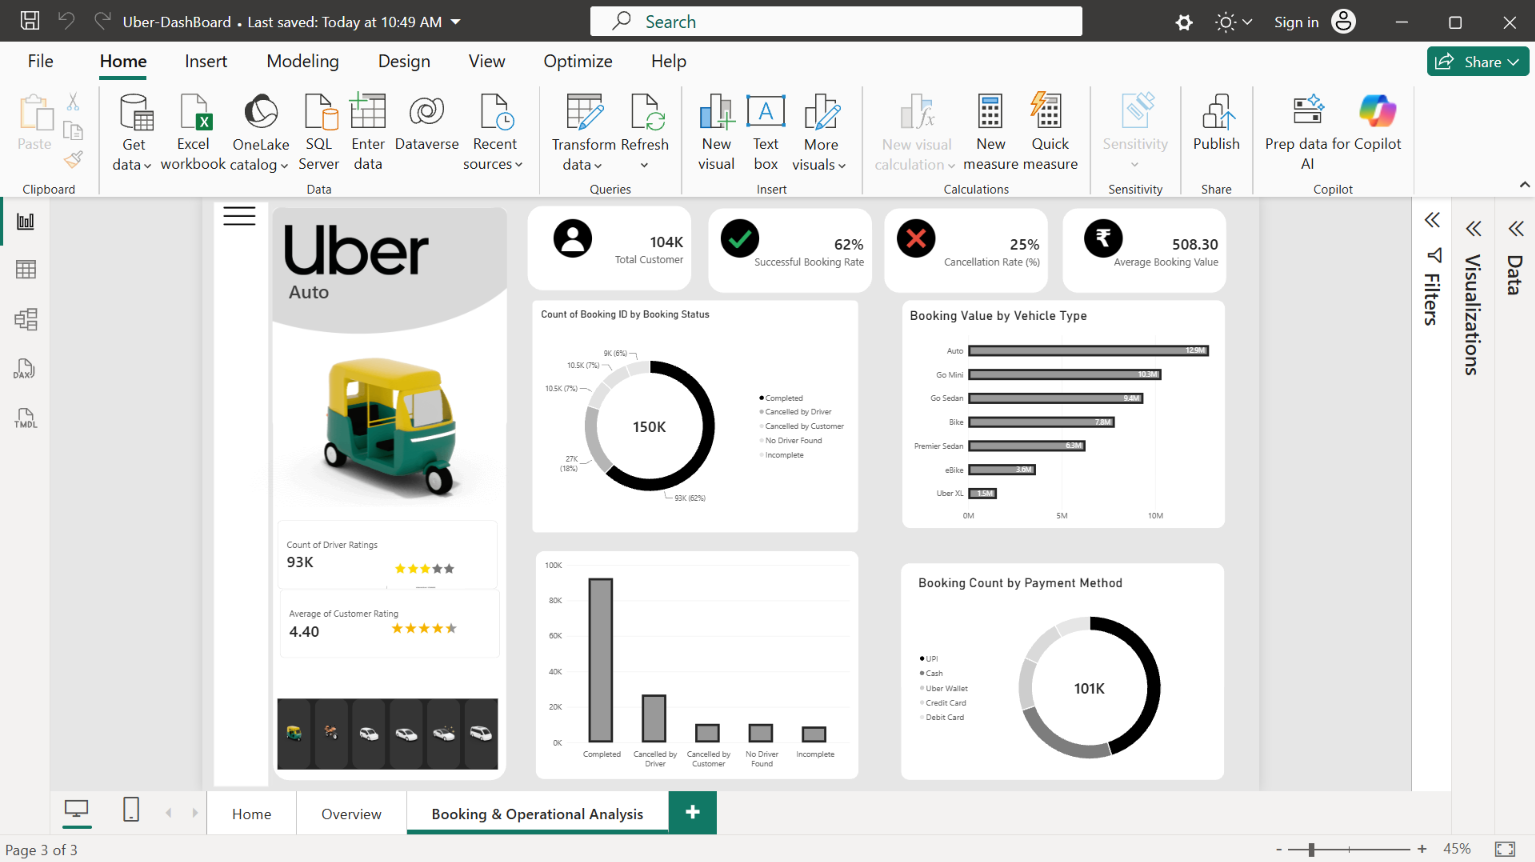 Uber-DashBoard • Last saved: Today at 10:49 AM
Search
Sign in
File
Home
Insert
Modeling
Design
View
Optimize
Help
Share
Paste
Get data
Excel workbook
OneLake catalog
SQL Server
Enter data
Dataverse
Recent sources
Transform data
Refresh
New visual
A
Text box
More visuals
New visual calculation
New measure
Quick measure
Sensitivity
Publish
Prep data for AI
Copilot
Clipboard
Data
Queries
Insert
Calculations
Sensitivity
Share
Copilot
DAX
TMDL
Uber
Auto
Count of Driver Ratings
93K
Average of Customer Rating
4.40
104K
Total Customer
62%
Successful Booking Rate
25%
Cancellation Rate (%)
₹
508.30
Average Booking Value
Count of Booking ID by Booking Status
9K (6%)
10.5K (7%)
10.5K (7%)
27K
(18%)
93K (62%)
150K
Completed
Cancelled by Driver
Cancelled by Customer
No Driver Found
Incomplete
Booking Value by Vehicle Type
Auto
12.9M
Go Mini
10.3M
Go Sedan
9.4M
Bike
7.8M
Premier Sedan
6.3M
eBike
3.6M
Uber XL
1.5M
0M
5M
10M
100K
80K
60K
40K
20K
0K
Completed
Cancelled by Driver
Cancelled by Customer
No Driver Found
Incomplete
Booking Count by Payment Method
UPI
Cash
Uber Wallet
Credit Card
Debit Card
101K
Filters
Visualizations
Data
Home
Overview
Booking & Operational Analysis
+
Page 3 of 3
-
+
45%